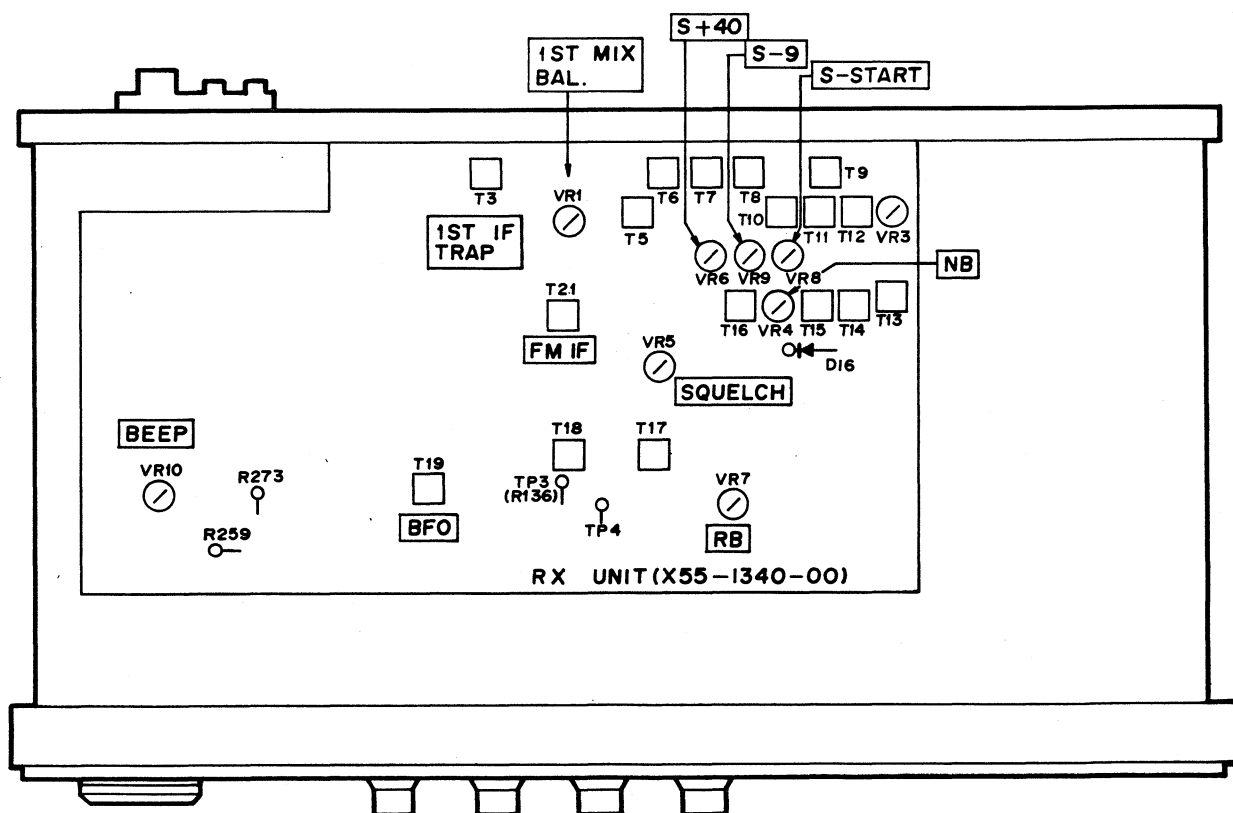 S+40
1ST MIX
BAL.
S-9
S-START
T3
VR1
T6
T7
T8
T9
T5
T10
T11
T12
VR3
1ST IF
TRAP
VR6
VR9
VR8
NB
T21
T16
VR4
T15
T14
T13
FM IF
VR5
D16
SQUELCH
BEEP
T18
T17
VR10
R273
T19
TP3
(R136)
VR7
R259
BFO
TP4
RB
RX UNIT (X55-1340-00)